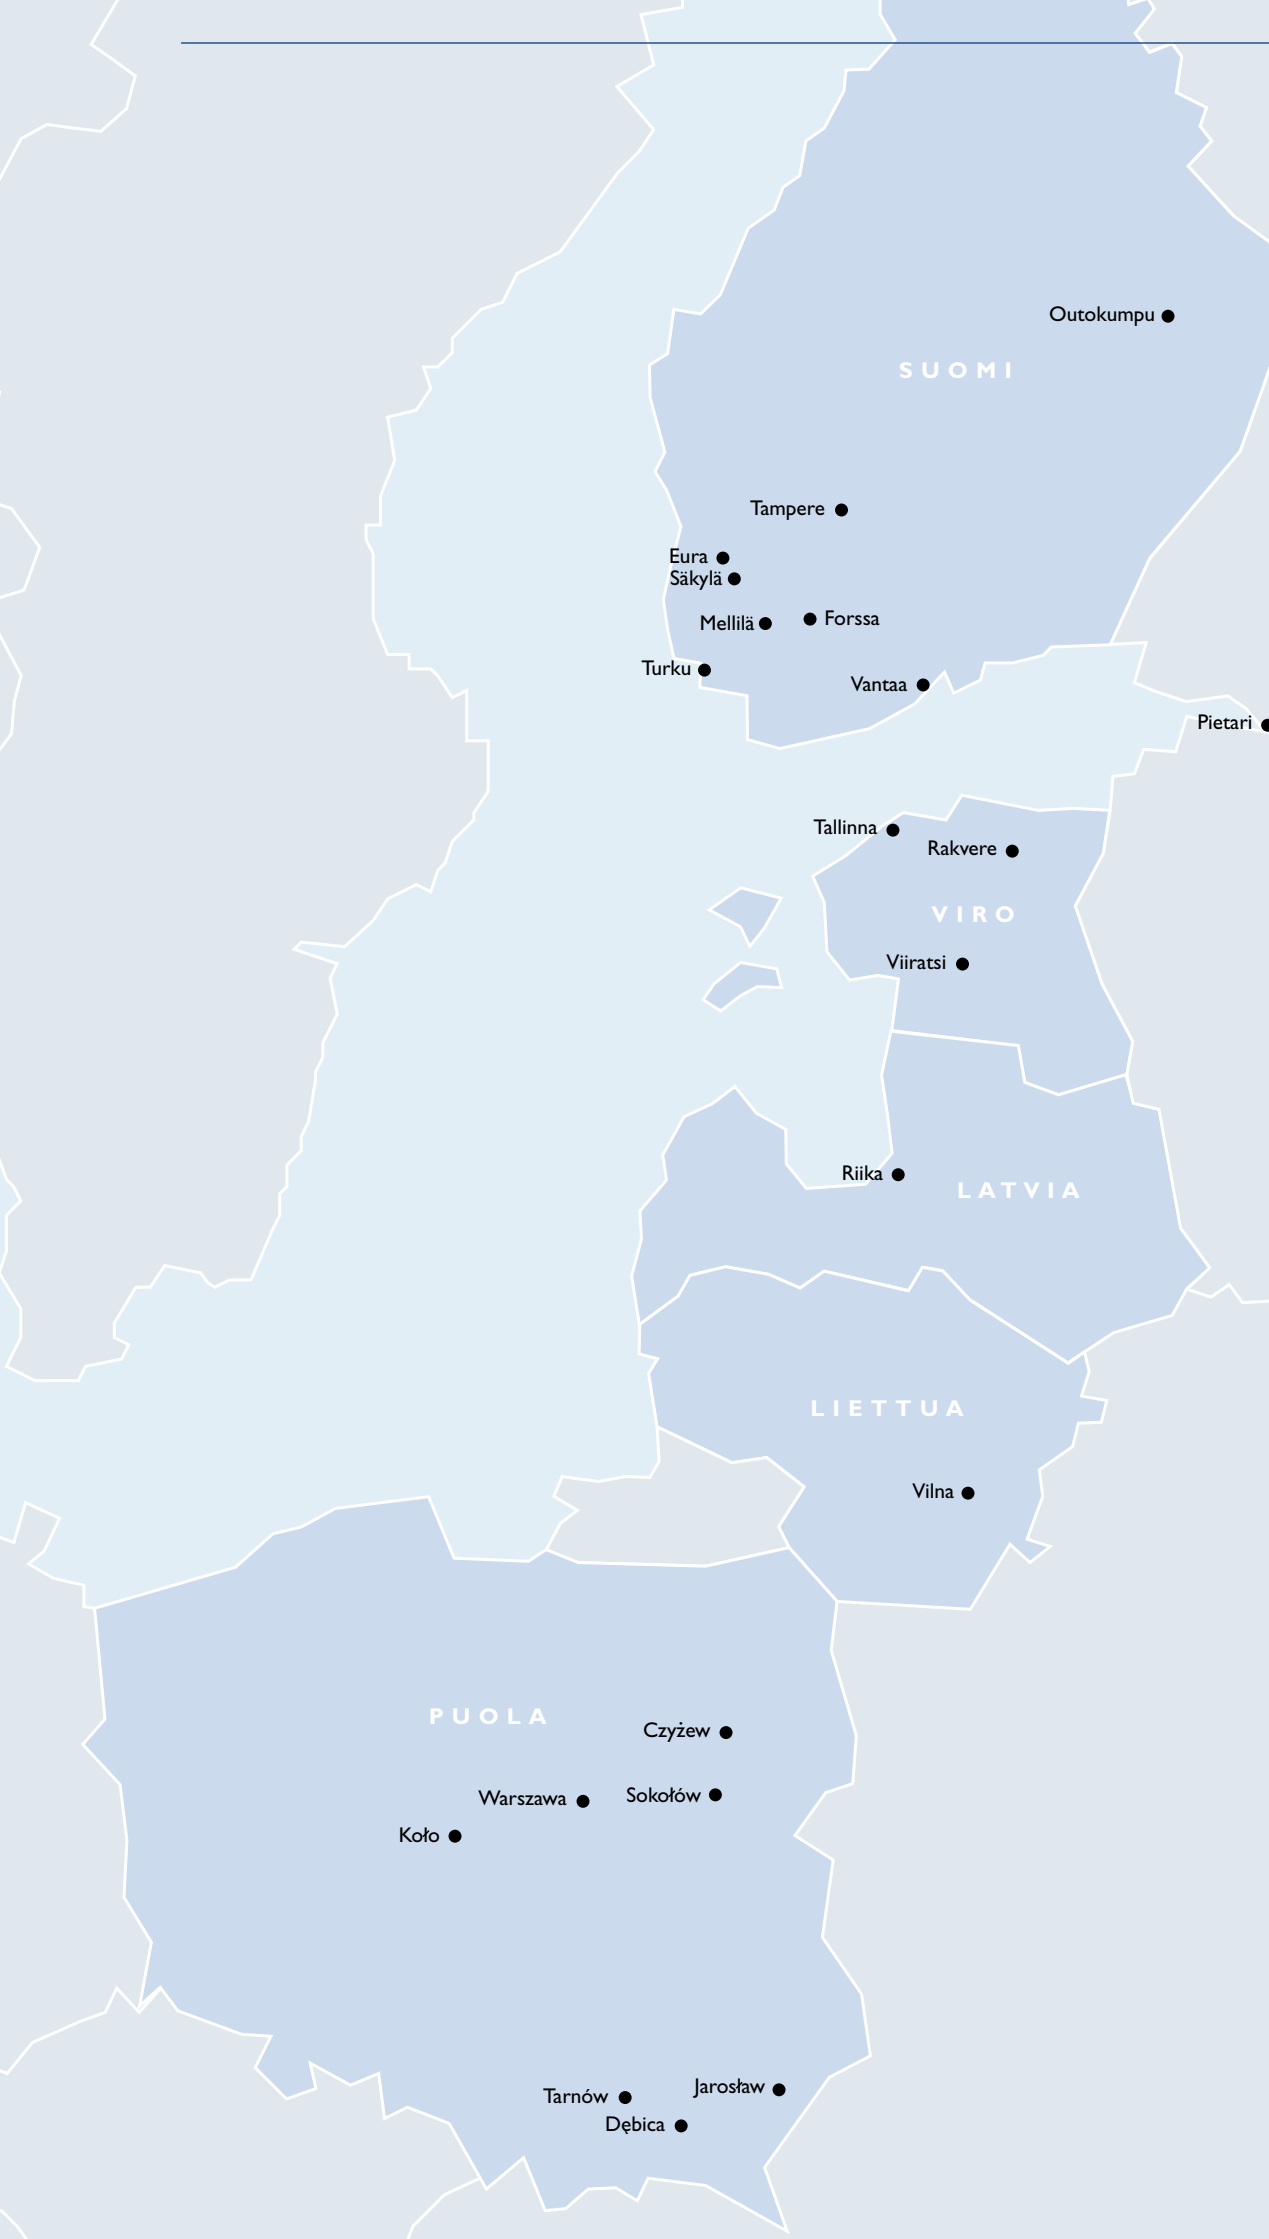 Outokumpu
SUOMI
Tampere
Eura
Säkylä
Mellilä
Forssa
Turku
Vantaa
Pietari
Tallinna
Rakvere
VIRO
Viiratsi
Riika
LATVIA
LIETTUA
Vilna
PUOLA
Czyżew
Warszawa
Sokołów
Koło
Jarosław
Tarnów
Dębica